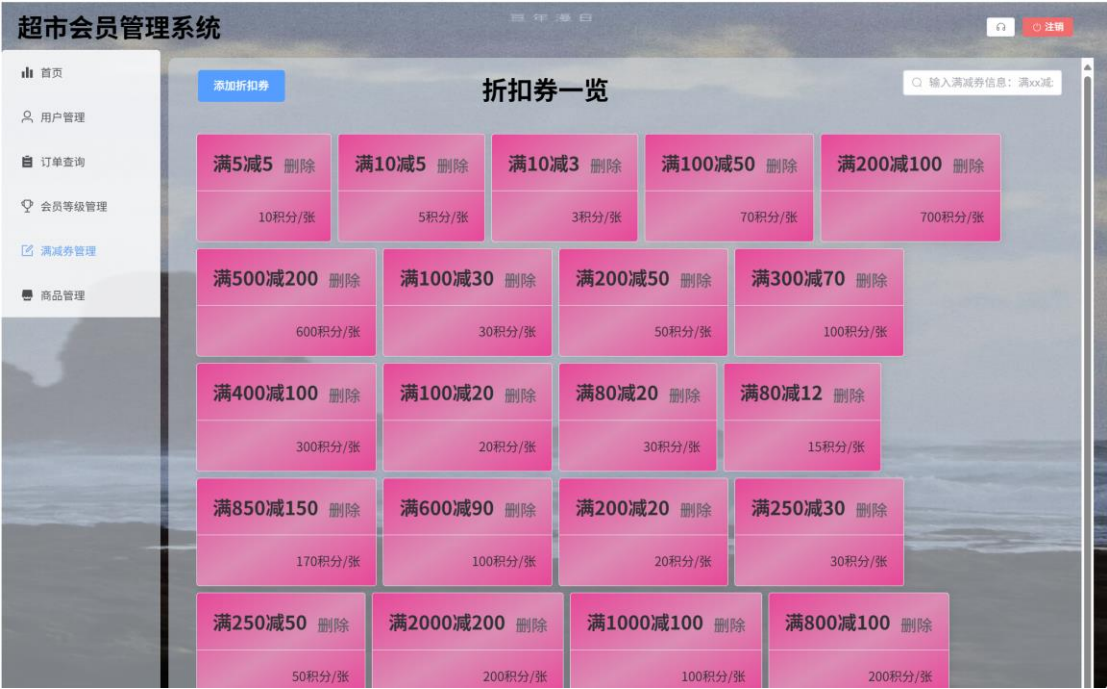 超市会员管理系统
注销
首页
用户管理
订单查询
会员等级管理
满减券管理
商品管理
添加折扣券
折扣券一览
输入满减券信息：满xx减
满5减5 删除 满10减5 删除 满10减3 删除 满100减50 删除 满200减100 删除
10积分/张 5积分/张 3积分/张 70积分/张 700积分/张
满500减200 删除 满100减30 删除 满200减50 删除 满300减70 删除
600积分/张 30积分/张 50积分/张 100积分/张
满400减100 删除 满100减20 删除 满80减20 删除 满80减12 删除
300积分/张 20积分/张 30积分/张 15积分/张
满850减150 删除 满600减90 删除 满200减20 删除 满250减30 删除
170积分/张 100积分/张 20积分/张 30积分/张
满250减50 删除 满2000减200 删除 满1000减100 删除 满800减100 删除
50积分/张 200积分/张 100积分/张 200积分/张